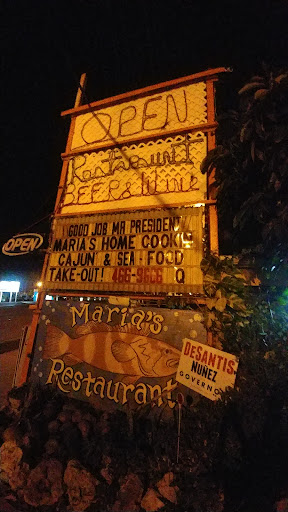 OPEN
Restaurant
BEER & Wine
GOOD JOB MR PRESIDENT
MARIA'S HOME COOKIN
CAJUN & SEA FOOD
TAKE-OUT! 466-9666 Q
OPEN
Maria's
Restaurant
DESANTIS
NUÑEZ
GOVERNOR